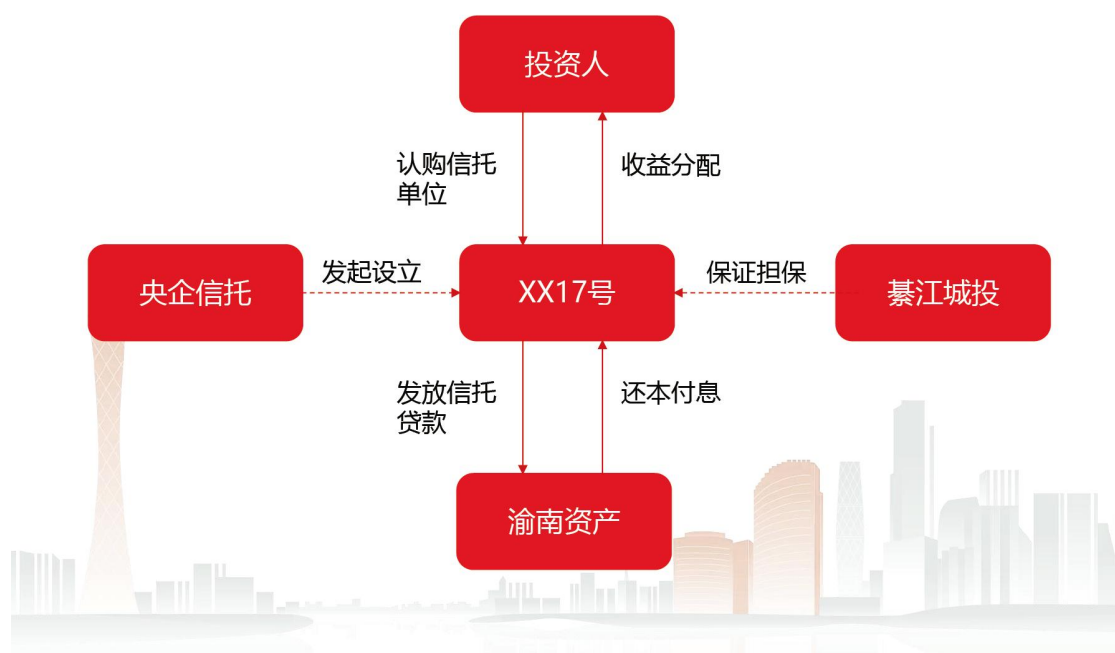 投资人
认购信托
单位
收益分配
央企信托
发起设立
XX17号
保证担保
綦江城投
发放信托
贷款
还本付息
渝南资产